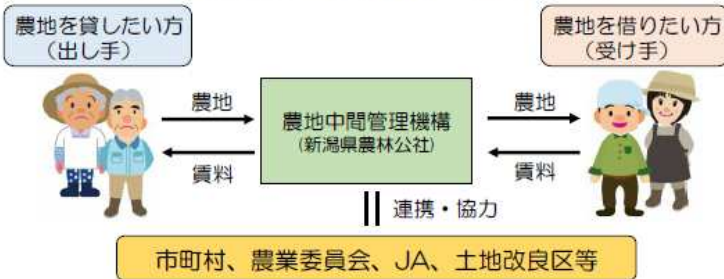 農地を貸したい方
（出し手）
農地を借りたい方
（受け手）
農地
賃料
農地中間管理機構
(新潟県農林公社)
農地
賃料
連携・協力
市町村、農業委員会、JA、土地改良区等